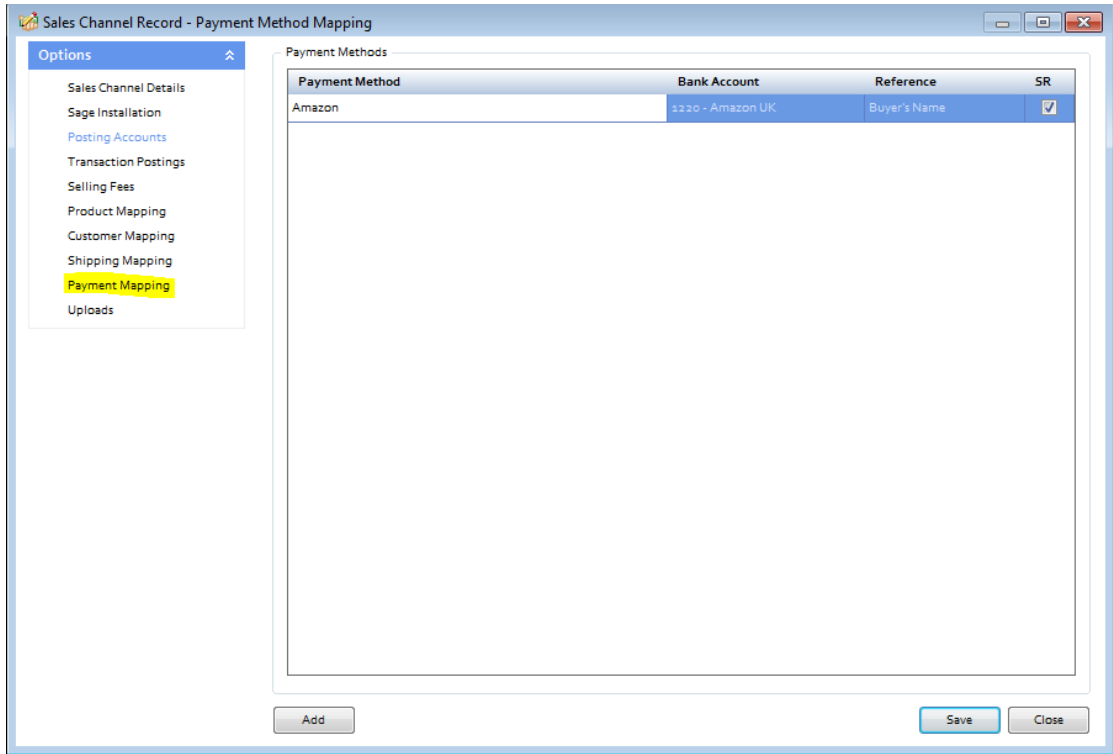 Sales Channel Record - Payment Method Mapping
Options
Sales Channel Details
Sage Installation
Posting Accounts
Transaction Postings
Selling Fees
Product Mapping
Customer Mapping
Shipping Mapping
Payment Mapping
Uploads
Payment Methods
Payment Method Bank Account Reference SR
Amazon 1220 - Amazon UK Buyer's Name
Add Save Close